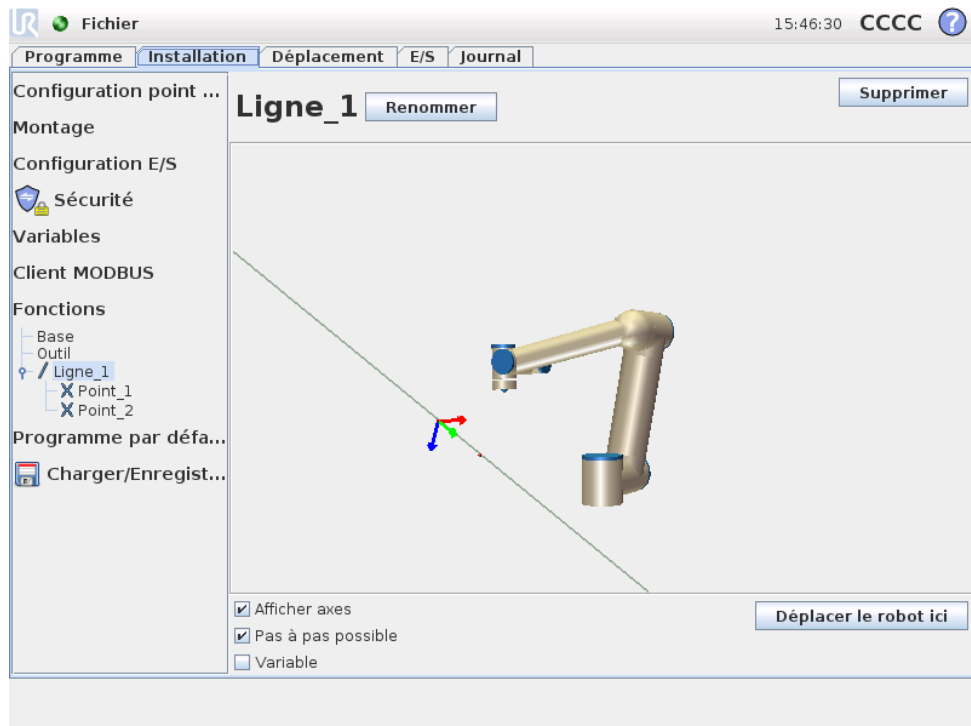 UR Fichier 15:46:30 CCCC ?
Programme Installation Déplacement E/S Journal
Configuration point ...
Montage
Configuration E/S
Sécurité
Variables
Client MODBUS
Fonctions
Base
Outil
Ligne_1
Point_1
Point_2
Programme par défa...
Charger/Enregist...
Ligne_1 Renommer Supprimer
Afficher axes
Pas à pas possible
Variable
Déplacer le robot ici